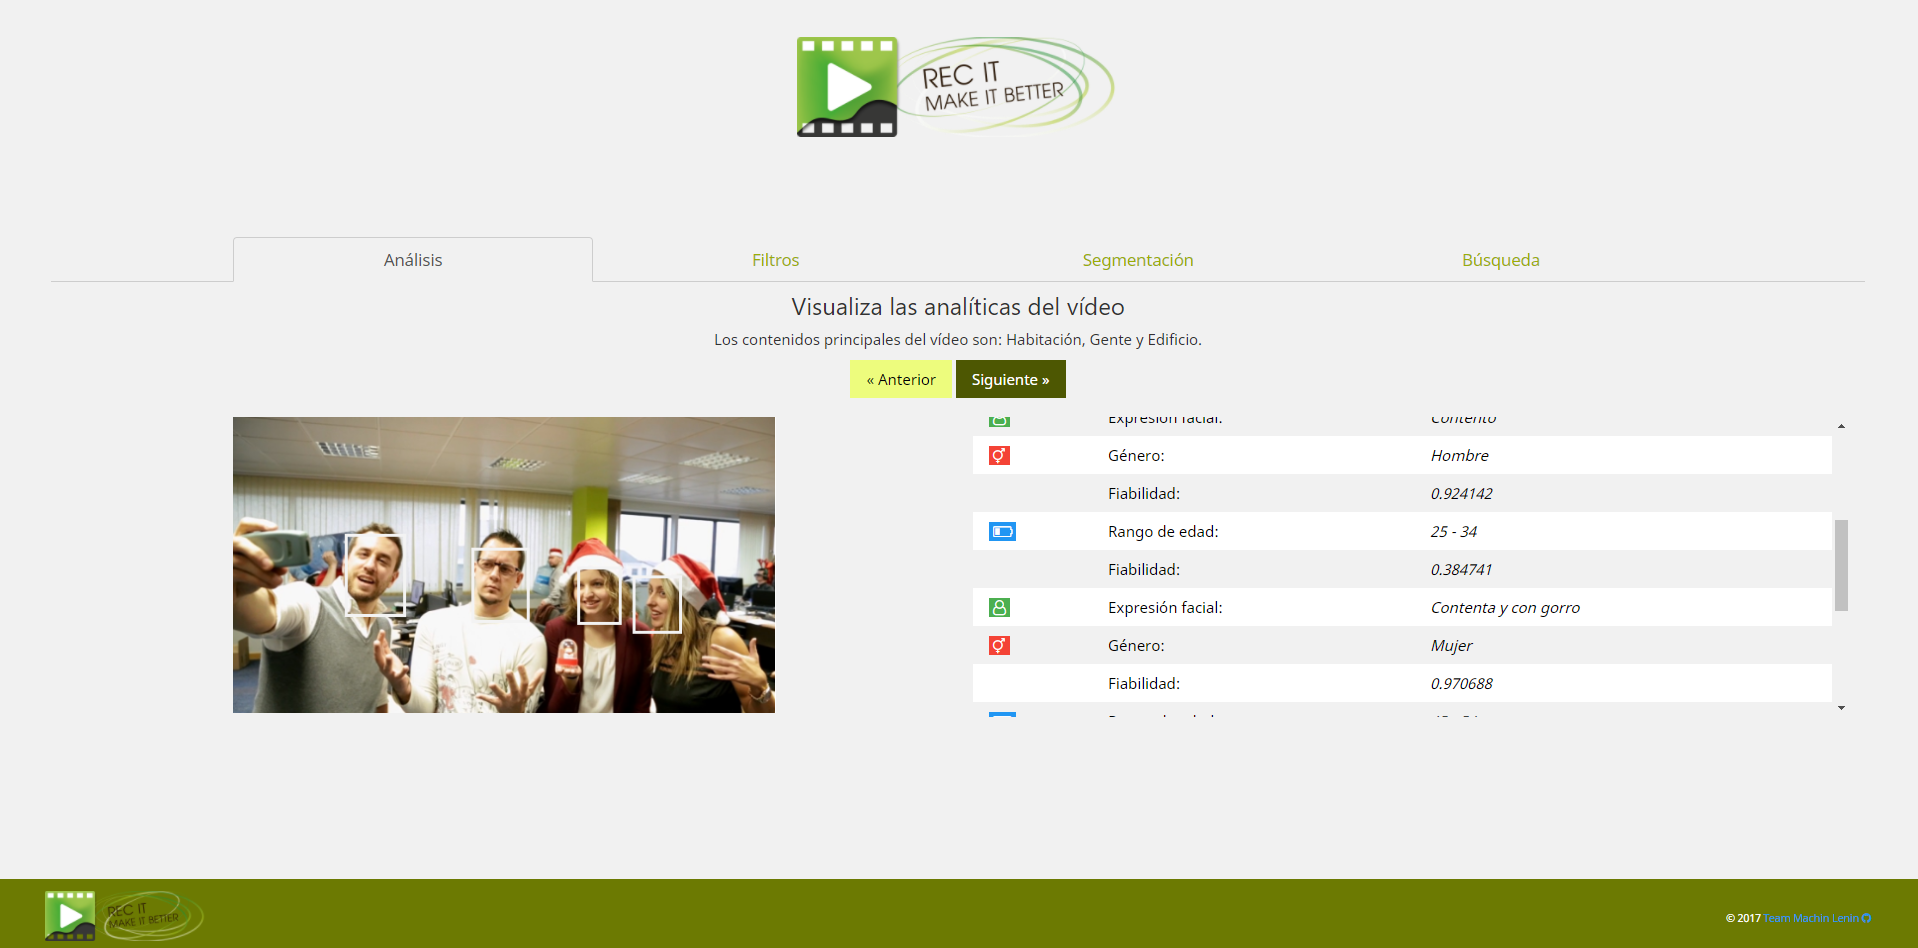 REC IT
MAKE IT BETTER
Análisis
Filtros
Segmentación
Búsqueda
Visualiza las analíticas del vídeo
Los contenidos principales del vídeo son: Habitación, Gente y Edificio.
« Anterior
Siguiente »
Expresión facial: Contento
Género: Hombre
Fiabilidad: 0.924142
Rango de edad: 25 - 34
Fiabilidad: 0.384741
Expresión facial: Contenta y con gorro
Género: Mujer
Fiabilidad: 0.970688
REC IT
MAKE IT BETTER
© 2017 Team Machin Lenin